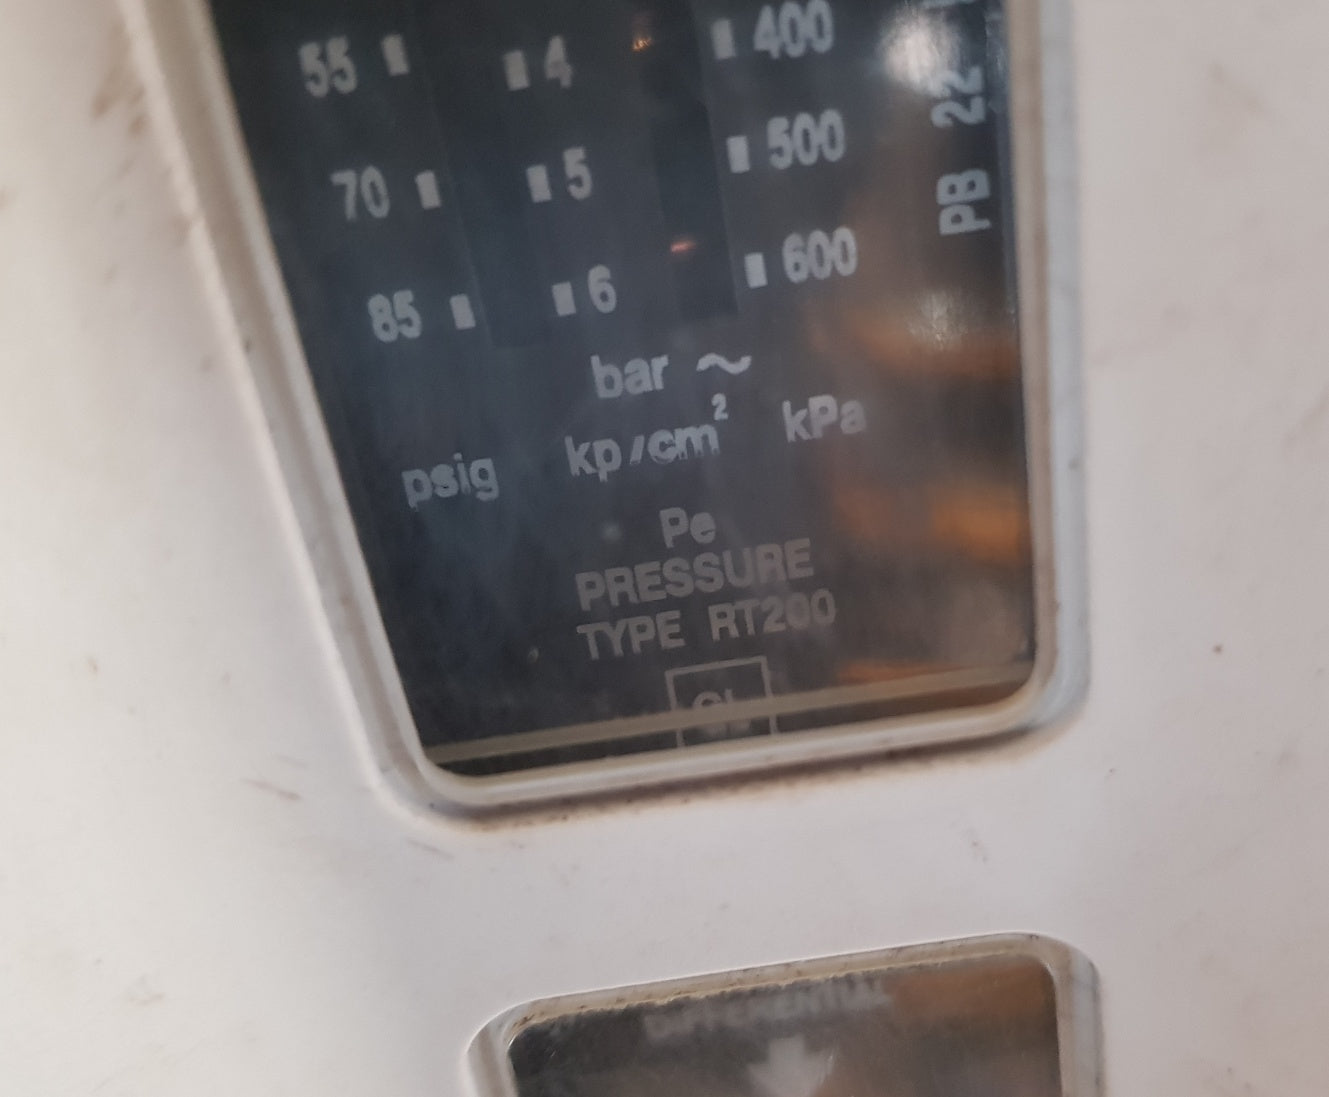 55 4 400
70 5 500
85 6 600
bar ~
psig kp/cm² kPa
Pe
PRESSURE
TYPE RT200
PB 22
DIFFERENTIAL